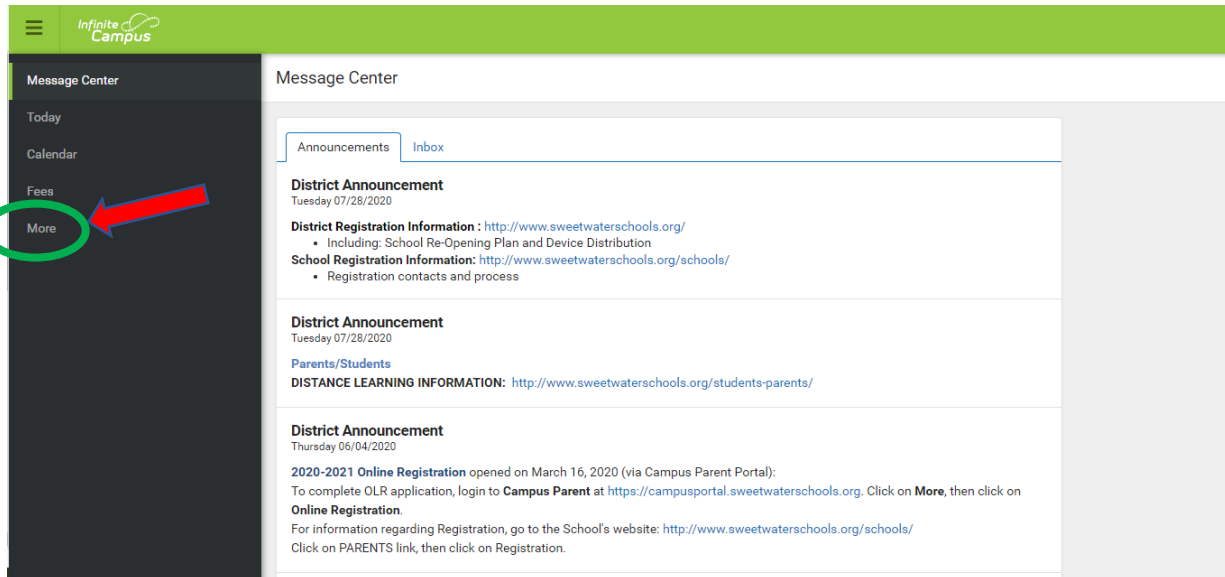 Infinite
Campus
Message Center
Today
Calendar
Fees
More
Message Center
Announcements Inbox
District Announcement
Tuesday 07/28/2020
District Registration Information : http://www.sweetwaterschools.org/
• Including: School Re-Opening Plan and Device Distribution
School Registration Information: http://www.sweetwaterschools.org/schools/
• Registration contacts and process
District Announcement
Tuesday 07/28/2020
Parents/Students
DISTANCE LEARNING INFORMATION: http://www.sweetwaterschools.org/students-parents/
District Announcement
Thursday 06/04/2020
2020-2021 Online Registration opened on March 16, 2020 (via Campus Parent Portal):
To complete OLR application, login to Campus Parent at https://campusportal.sweetwaterschools.org. Click on More, then click on
Online Registration.
For information regarding Registration, go to the School's website: http://www.sweetwaterschools.org/schools/
Click on PARENTS link, then click on Registration.